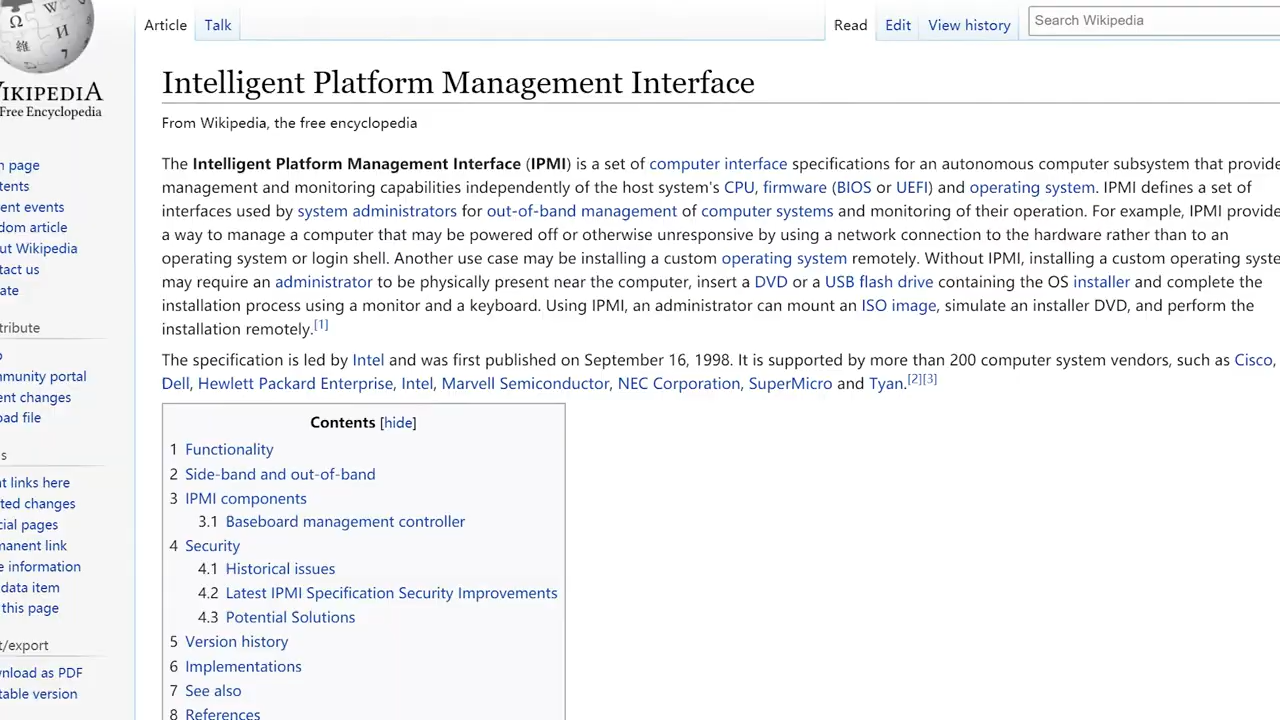 Article Talk Read Edit View history Search Wikipedia
WIKIPEDIA
Free Encyclopedia
Intelligent Platform Management Interface
From Wikipedia, the free encyclopedia
The Intelligent Platform Management Interface (IPMI) is a set of computer interface specifications for an autonomous computer subsystem that provide
management and monitoring capabilities independently of the host system's CPU, firmware (BIOS or UEFI) and operating system. IPMI defines a set of
interfaces used by system administrators for out-of-band management of computer systems and monitoring of their operation. For example, IPMI provide
a way to manage a computer that may be powered off or otherwise unresponsive by using a network connection to the hardware rather than to an
operating system or login shell. Another use case may be installing a custom operating system remotely. Without IPMI, installing a custom operating syste
may require an administrator to be physically present near the computer, insert a DVD or a USB flash drive containing the OS installer and complete the
installation process using a monitor and a keyboard. Using IPMI, an administrator can mount an ISO image, simulate an installer DVD, and perform the
installation remotely.[1]
The specification is led by Intel and was first published on September 16, 1998. It is supported by more than 200 computer system vendors, such as Cisco,
Dell, Hewlett Packard Enterprise, Intel, Marvell Semiconductor, NEC Corporation, SuperMicro and Tyan.[2][3]
Contents [hide]
1 Functionality
2 Side-band and out-of-band
3 IPMI components
3.1 Baseboard management controller
4 Security
4.1 Historical issues
4.2 Latest IPMI Specification Security Improvements
4.3 Potential Solutions
5 Version history
6 Implementations
7 See also
8 References
n page
tents
ent events
dom article
ut Wikipedia
tact us
ate
tribute
p
munity portal
ent changes
oad file
s
t links here
ted changes
cial pages
manent link
e information
data item
this page
t/export
nload as PDF
table version